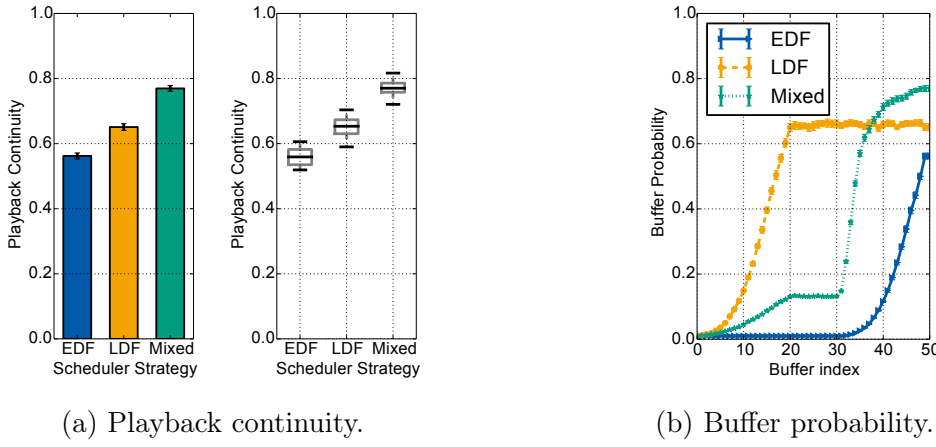 1.0
0.8
0.6
0.4
0.2
0.0
Playback Continuity
EDF LDF Mixed
Scheduler Strategy
1.0
0.8
0.6
0.4
0.2
0.0
Playback Continuity
EDF LDF Mixed
Scheduler Strategy
(a) Playback continuity.
1.0
0.8
0.6
0.4
0.2
0.0
Buffer Probability
EDF
LDF
Mixed
0 10 20 30 40 50
Buffer index
(b) Buffer probability.